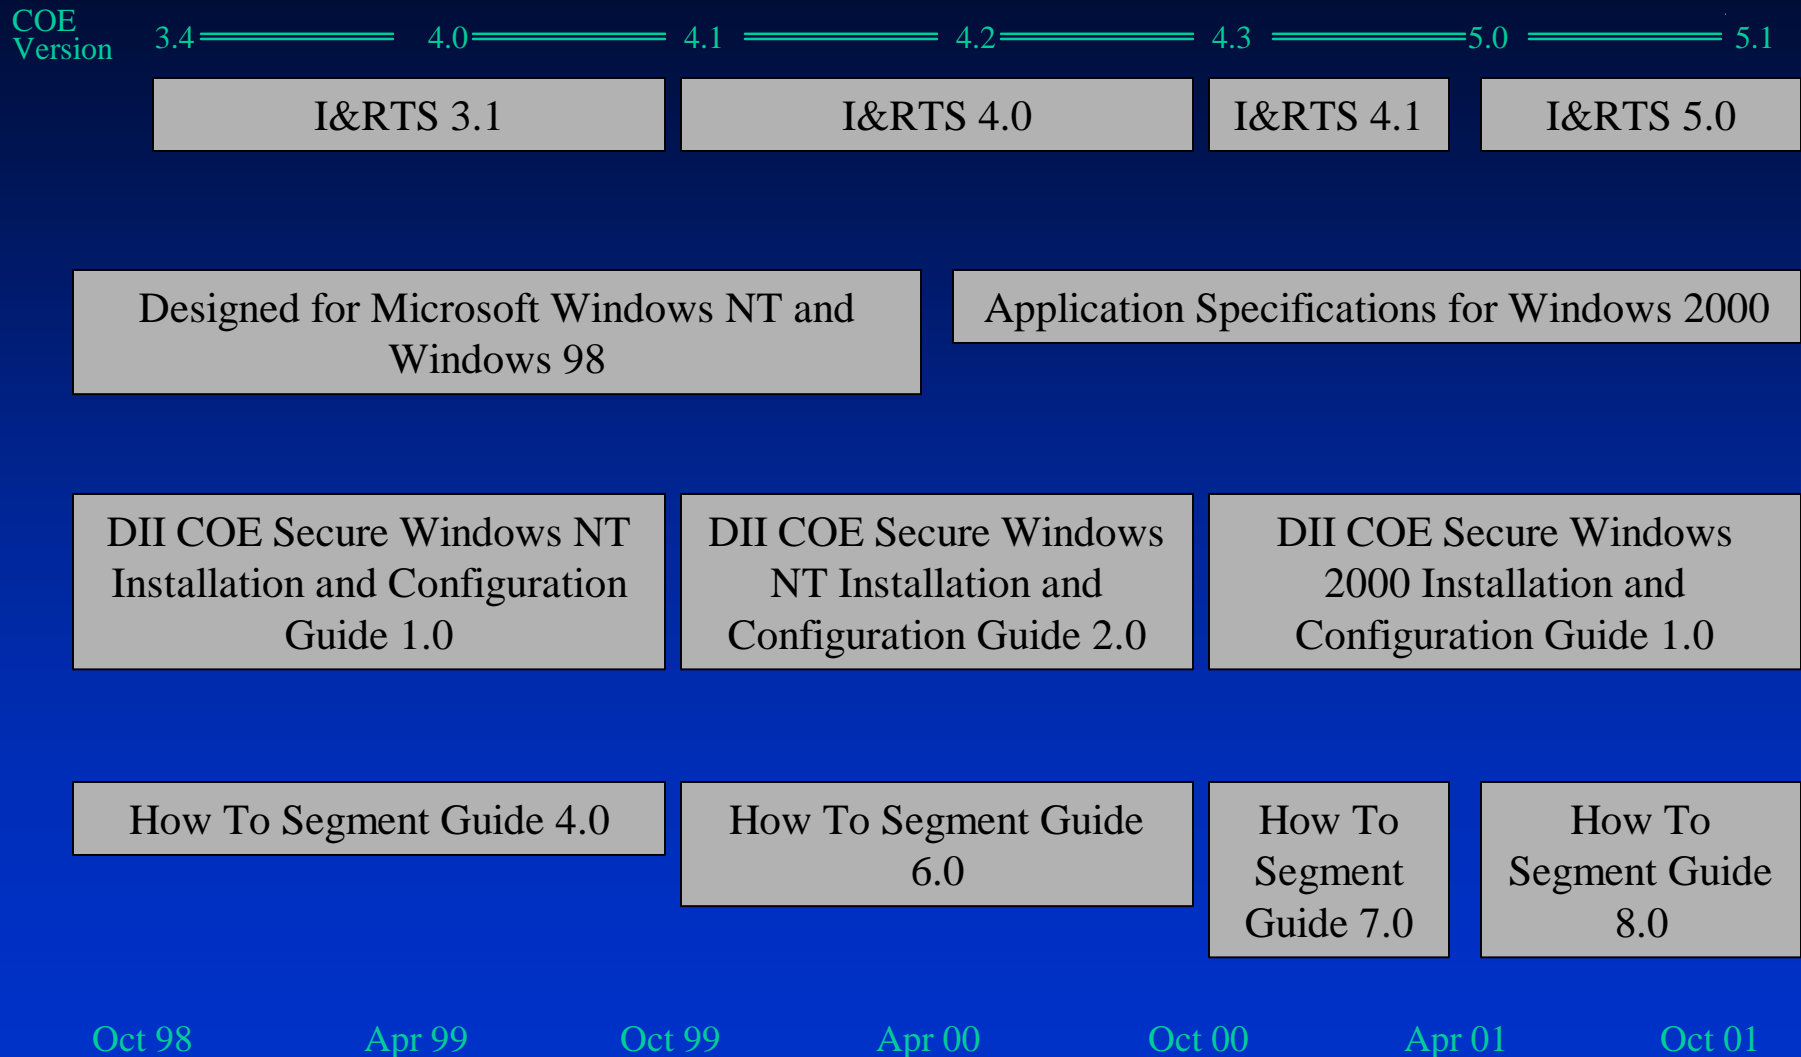 COE
Version
3.4 4.0 4.1 4.2 4.3 5.0 5.1
I&RTS 3.1
I&RTS 4.0
I&RTS 4.1
I&RTS 5.0
Designed for Microsoft Windows NT and
Windows 98
Application Specifications for Windows 2000
DII COE Secure Windows NT
Installation and Configuration
Guide 1.0
DII COE Secure Windows
NT Installation and
Configuration Guide 2.0
DII COE Secure Windows
2000 Installation and
Configuration Guide 1.0
How To Segment Guide 4.0
How To Segment Guide
6.0
How To
Segment
Guide 7.0
How To
Segment Guide
8.0
Oct 98 Apr 99 Oct 99 Apr 00 Oct 00 Apr 01 Oct 01